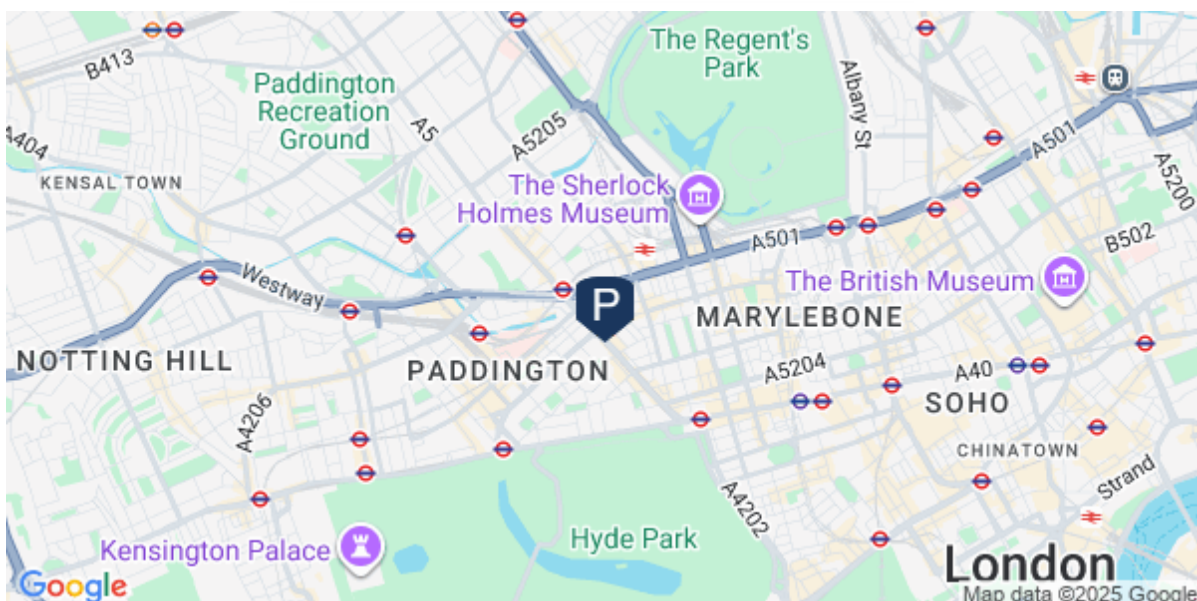 The Regent's
Park
B413
Paddington
Recreation
Ground
Albany St
A5
A5205
A501
A404
A5200
KENSAL TOWN
The Sherlock
Holmes Museum
A501
B502
Westway
The British Museum
P
MARYLEBONE
NOTTING HILL
PADDINGTON
A5204
A40
SOHO
A4206
CHINATOWN
Strand
A4202
Kensington Palace
Hyde Park
London
Google
Map data ©2025 Google